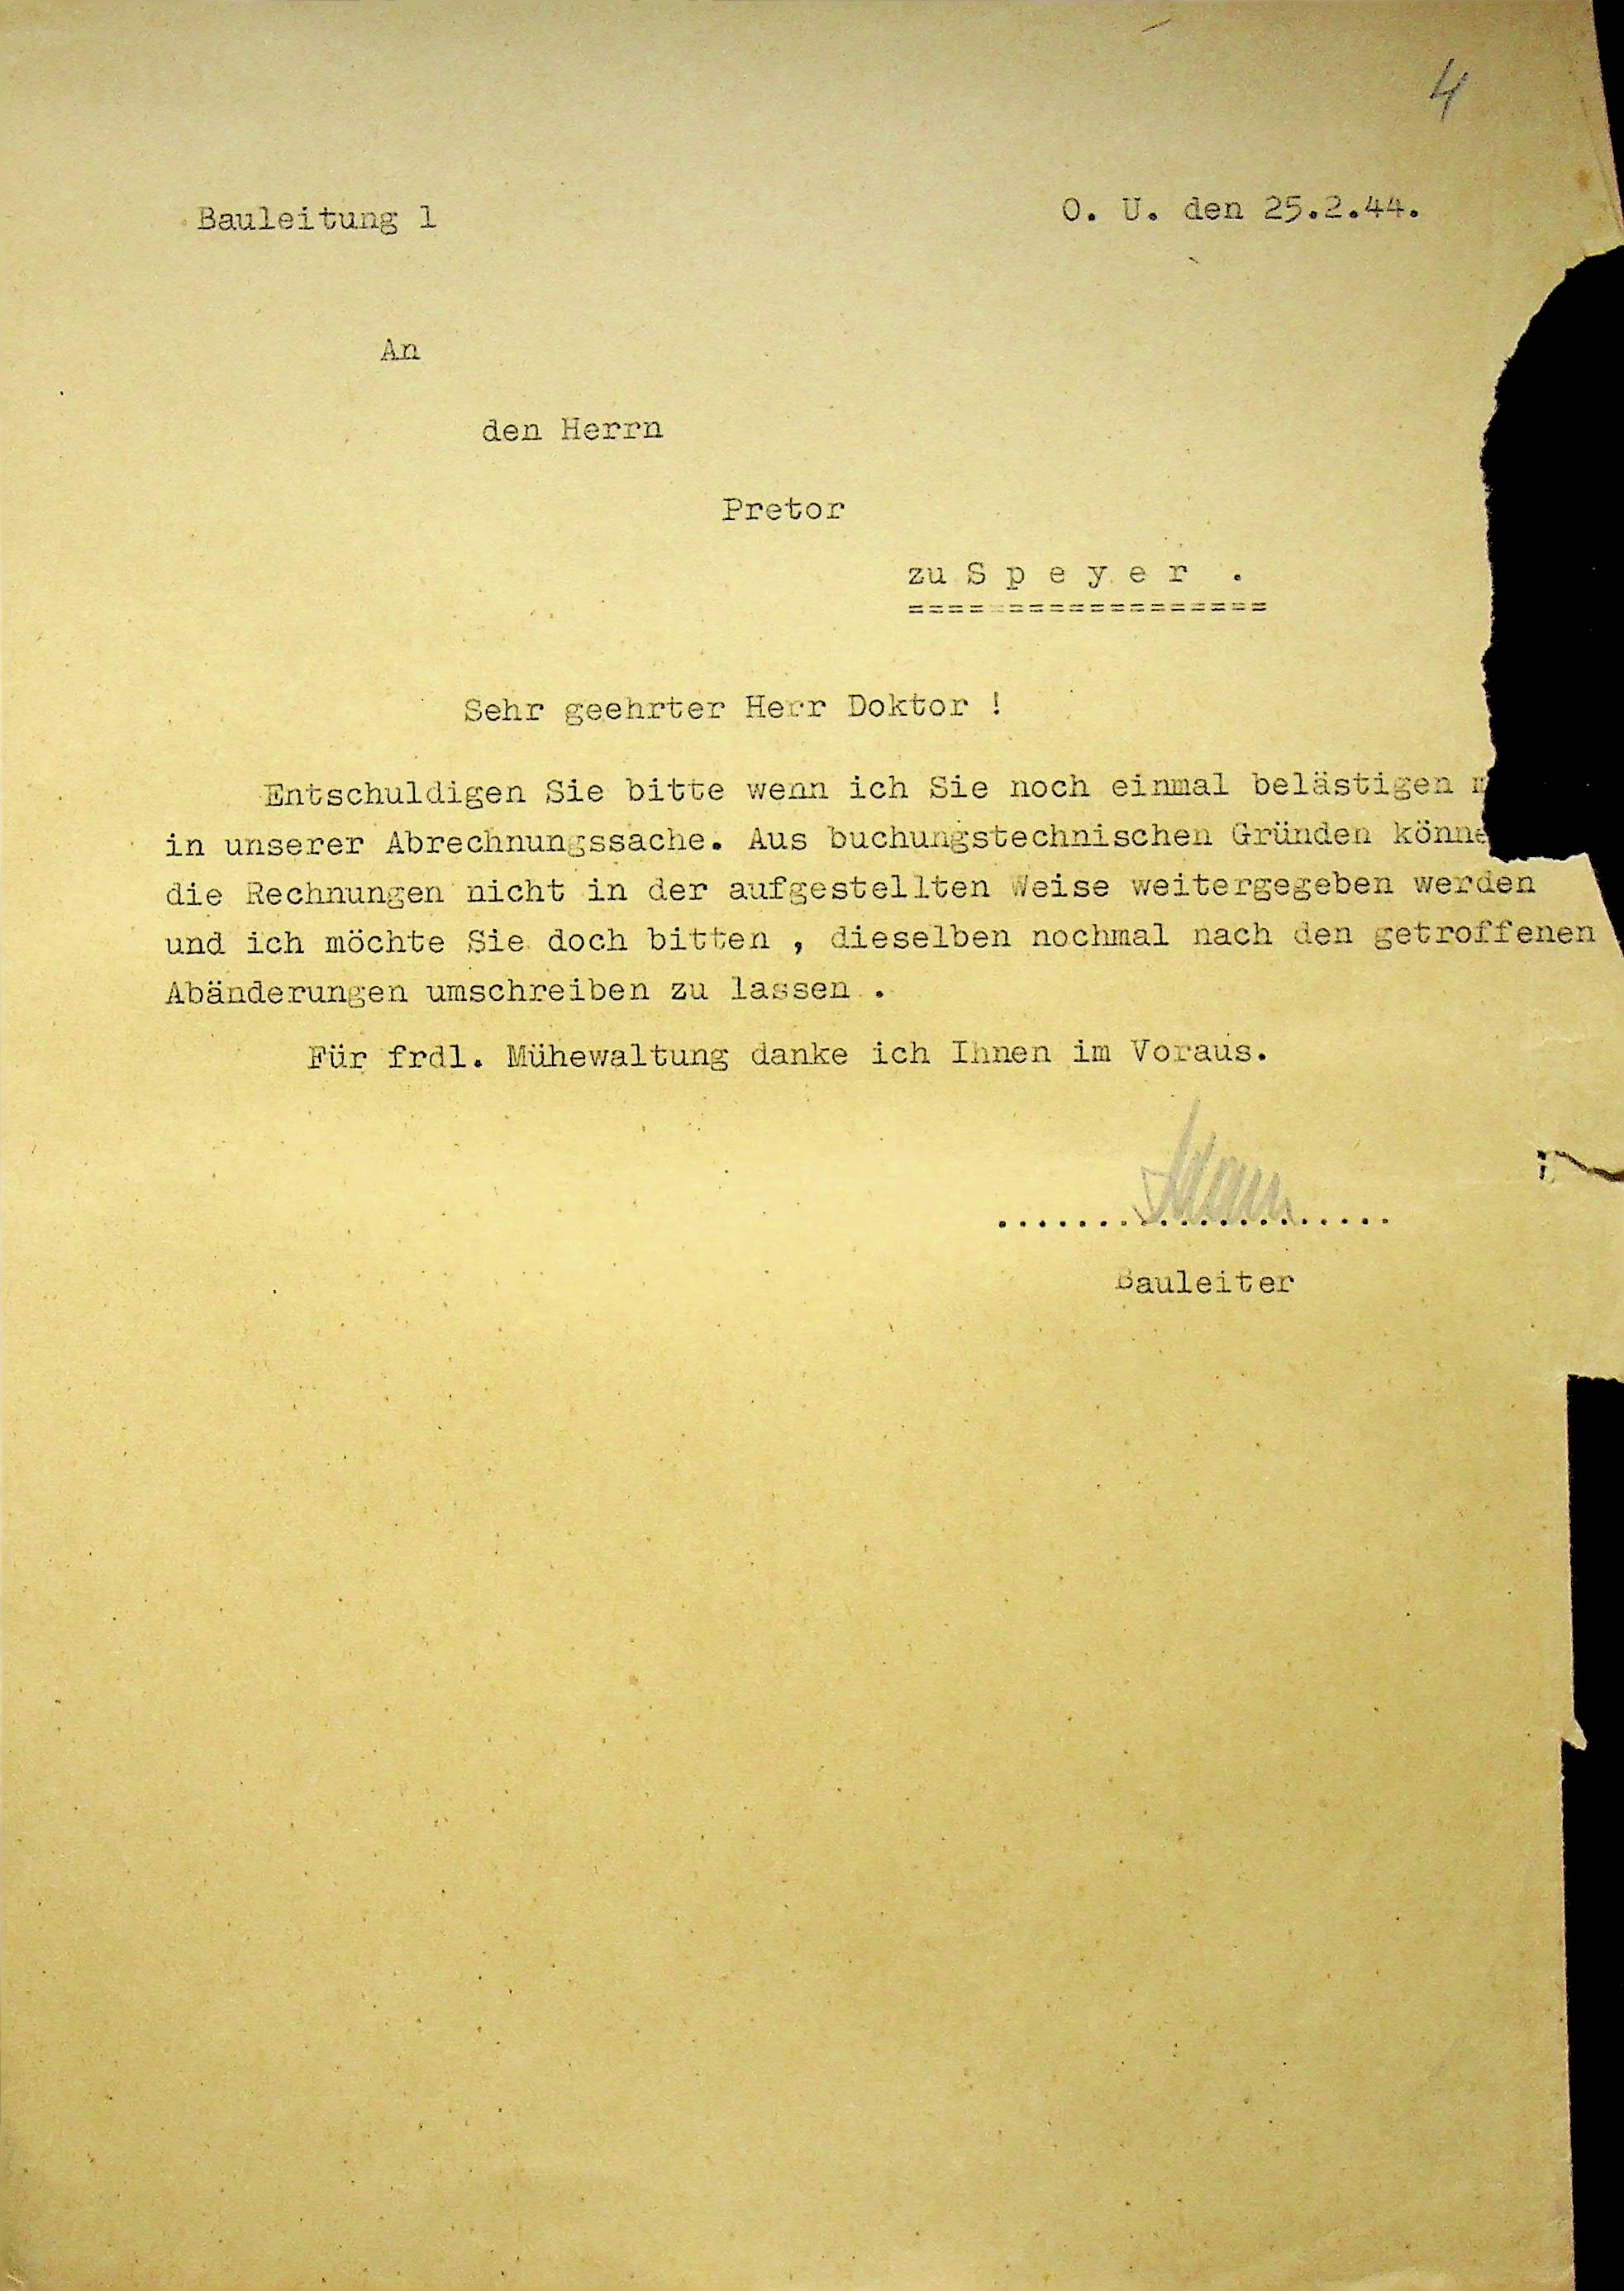 4
Bauleitung 1
O. U. den 25.2.44.
An
den Herrn
Pretor
zu S p e y e r .
==================
Sehr geehrter Herr Doktor !
Entschuldigen Sie bitte wenn ich Sie noch einmal belästigen
in unserer Abrechnungssache. Aus buchungstechnischen Gründen könne
die Rechnungen nicht in der aufgestellten Weise weitergegeben werden
und ich möchte Sie doch bitten , dieselben nochmal nach den getroffenen
Abänderungen umschreiben zu lassen .
Für frdl. Mühewaltung danke ich Ihnen im Voraus.
....................
Bauleiter